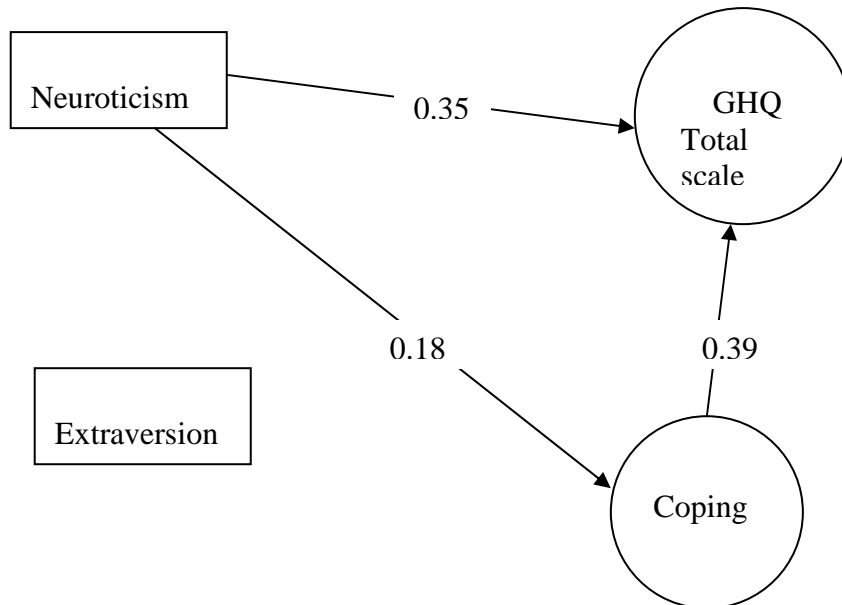 Neuroticism
0.35
GHQ
Total
scale
0.18
0.39
Extraversion
Coping